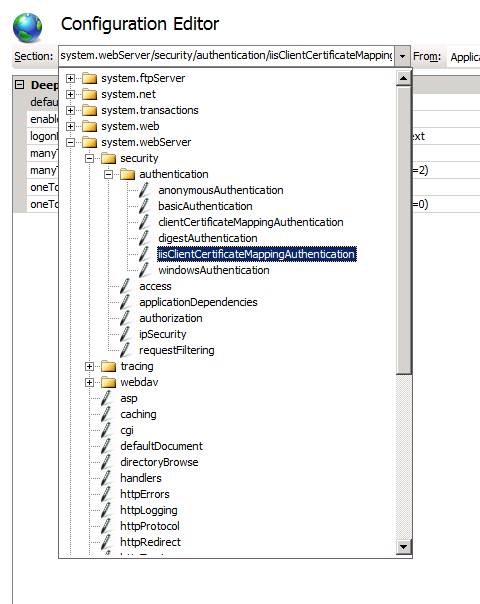 Configuration Editor
Section: system.webServer/security/authentication/iisClientCertificateMapping From: Applica
Deep
system.ftpServer
defau
system.net
enable
system.transactions
logonM
system.web
ext
many
system.webServer
many
security
=2)
oneTo
authentication
oneTo
anonymousAuthentication
=0)
basicAuthentication
clientCertificateMappingAuthentication
digestAuthentication
iisClientCertificateMappingAuthentication
windowsAuthentication
access
applicationDependencies
authorization
ipSecurity
requestFiltering
tracing
webdav
asp
caching
cgi
defaultDocument
directoryBrowse
handlers
httpErrors
httpLogging
httpProtocol
httpRedirect